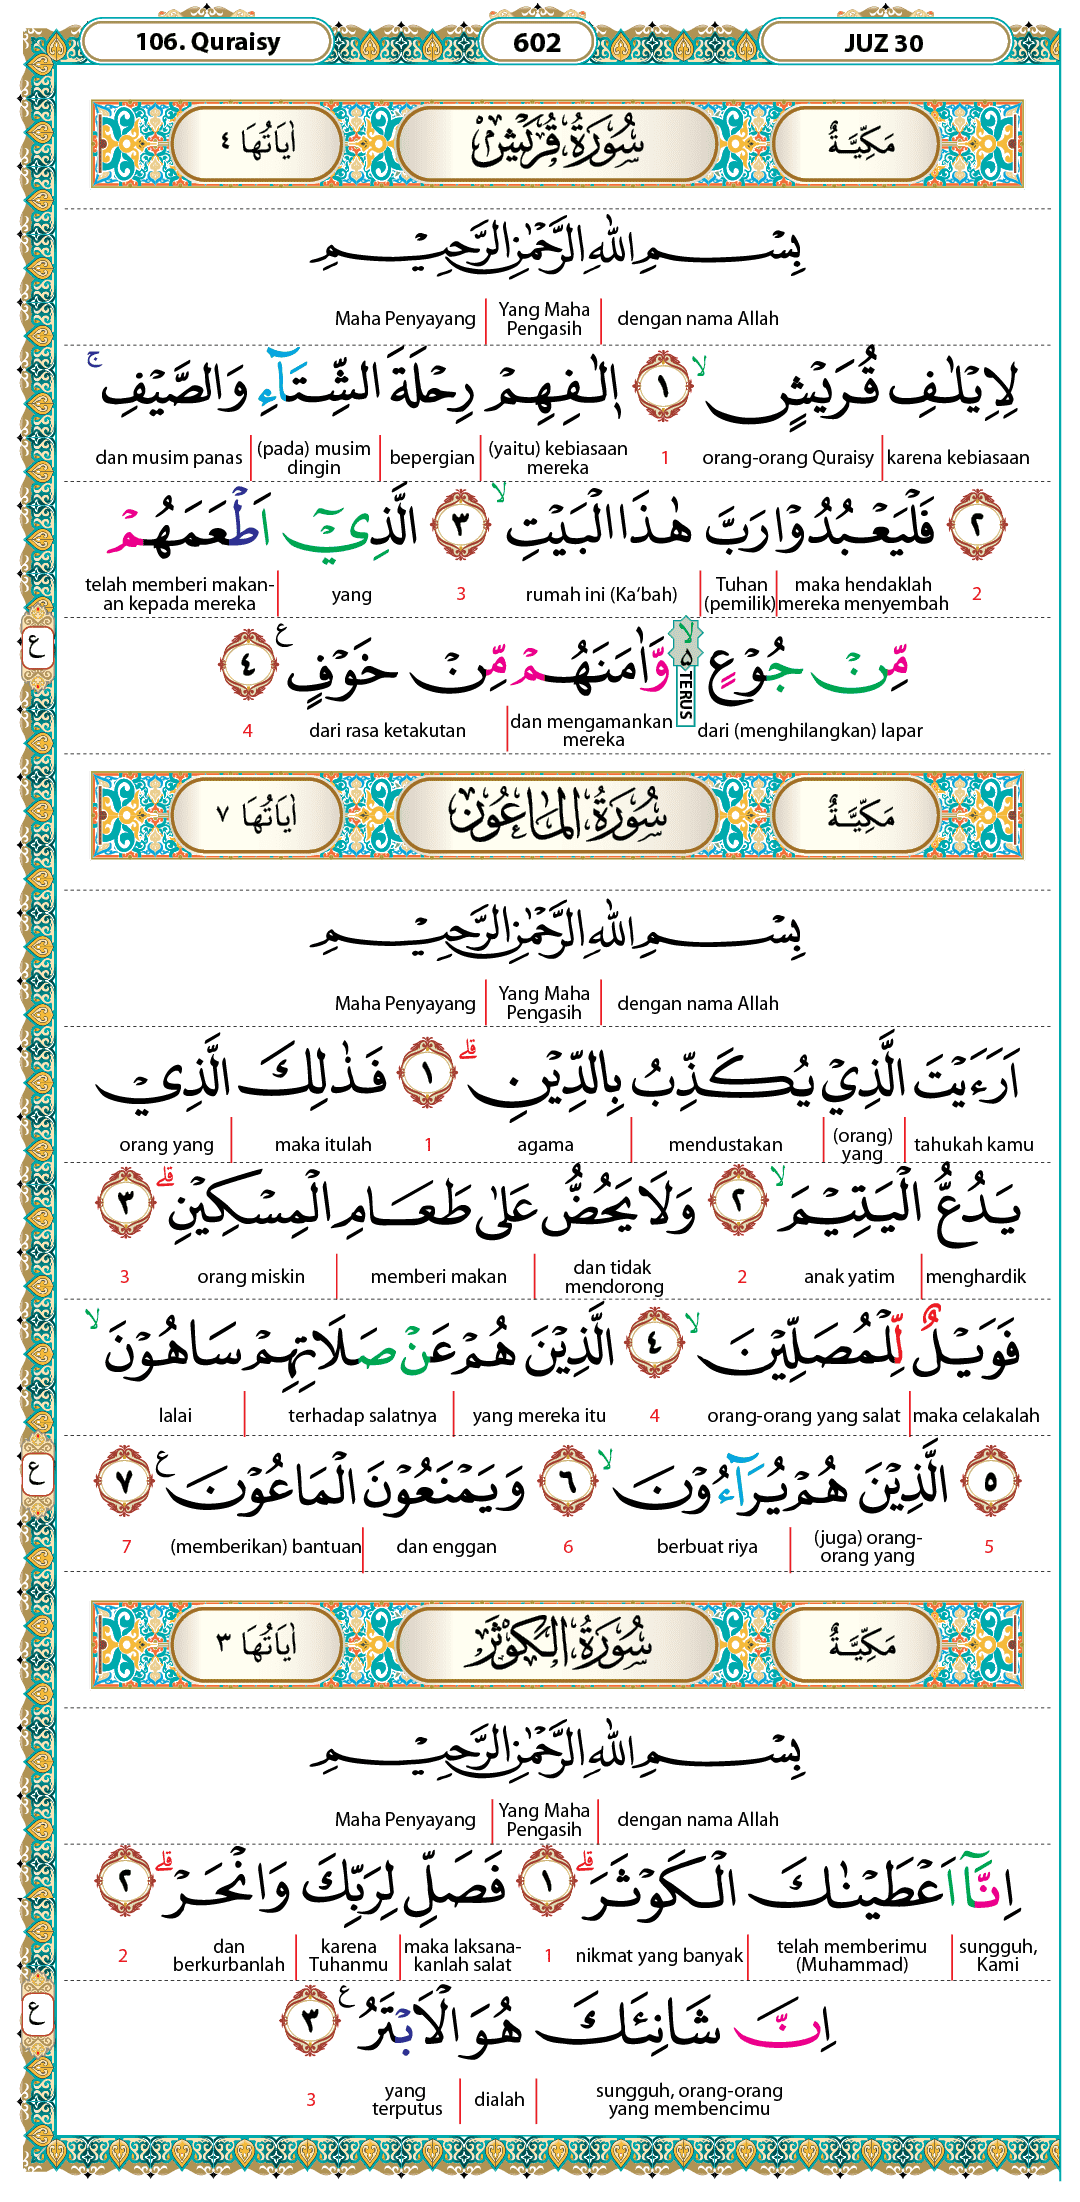 106. Quraisy 602 JUZ 30
مَكِّيَّةٌ سُوْرَةُ قُرَيْشٍ اٰيَاتُهَا ٤
بِسْمِ اللّٰهِ الرَّحْمٰنِ الرَّحِيْمِ
dengan nama Allah | Yang Maha Pengasih | Maha Penyayang
لِاِيْلٰفِ قُرَيْشٍۙ ١ اٖلٰفِهِمْ رِحْلَةَ الشِّتَاۤءِ وَالصَّيْفِۚ
karena kebiasaan | orang-orang Quraisy 1 (yaitu) kebiasaan mereka | bepergian | (pada) musim dingin | dan musim panas
٢ فَلْيَعْبُدُوْا رَبَّ هٰذَا الْبَيْتِۙ ٣ الَّذِيْٓ اَطْعَمَهُمْ
2 maka hendaklah mereka menyembah | Tuhan (pemilik) | rumah ini (Ka‘bah) 3 yang | telah memberi makan-an kepada mereka
ع
مِّنْ جُوْعٍ ۙ ۵ TERUS وَّاٰمَنَهُمْ مِّنْ خَوْفٍ ࣖ ٤
dari (menghilangkan) lapar | dan mengamankan mereka | dari rasa ketakutan 4
مَكِّيَّةٌ سُوْرَةُ الْمَاعُوْنِ اٰيَاتُهَا ٧
بِسْمِ اللّٰهِ الرَّحْمٰنِ الرَّحِيْمِ
dengan nama Allah | Yang Maha Pengasih | Maha Penyayang
اَرَءَيْتَ الَّذِيْ يُكَذِّبُ بِالدِّيْنِۗ ١ فَذٰلِكَ الَّذِيْ
tahukah kamu | (orang) yang | mendustakan | agama 1 maka itulah | orang yang
يَدُعُّ الْيَتِيْمَۙ ٢ وَلَا يَحُضُّ عَلٰى طَعَامِ الْمِسْكِيْنِۗ ٣
menghardik | anak yatim 2 dan tidak mendorong | memberi makan | orang miskin 3
فَوَيْلٌ لِّلْمُصَلِّيْنَۙ ٤ الَّذِيْنَ هُمْ عَنْ صَلَاتِهِمْ سَاهُوْنَۙ
maka celakalah | orang-orang yang salat 4 yang mereka itu | terhadap salatnya | lalai
ع
٥ الَّذِيْنَ هُمْ يُرَاۤءُوْنَۙ ٦ وَيَمْنَعُوْنَ الْمَاعُوْنَ ࣖ ٧
5 (juga) orang-orang yang | berbuat riya 6 dan enggan | (memberikan) bantuan 7
مَكِّيَّةٌ سُوْرَةُ الْكَوْثَرَ اٰيَاتُهَا ٣
بِسْمِ اللّٰهِ الرَّحْمٰنِ الرَّحِيْمِ
dengan nama Allah | Yang Maha Pengasih | Maha Penyayang
اِنَّآ اَعْطَيْنٰكَ الْكَوْثَرَۗ ١ فَصَلِّ لِرَبِّكَ وَانْحَرْۗ ٢
sungguh, Kami | telah memberimu (Muhammad) | nikmat yang banyak 1 maka laksana-kanlah salat | karena Tuhanmu | dan berkurbanlah 2
ع
اِنَّ شَانِئَكَ هُوَ الْاَبْتَرُ ࣖ ٣
sungguh, orang-orang yang membencimu | dialah | yang terputus 3